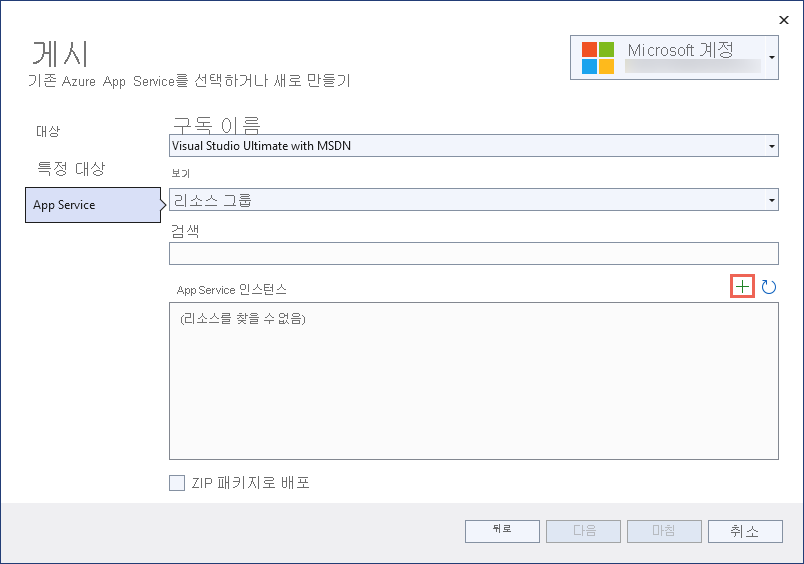 게시
기존 Azure App Service를 선택하거나 새로 만들기
Microsoft 계정
대상
특정 대상
App Service
구독 이름
Visual Studio Ultimate with MSDN
보기
리소스 그룹
검색
App Service 인스턴스
(리소스를 찾을 수 없음)
ZIP 패키지로 배포
뒤로
다음
마침
취소